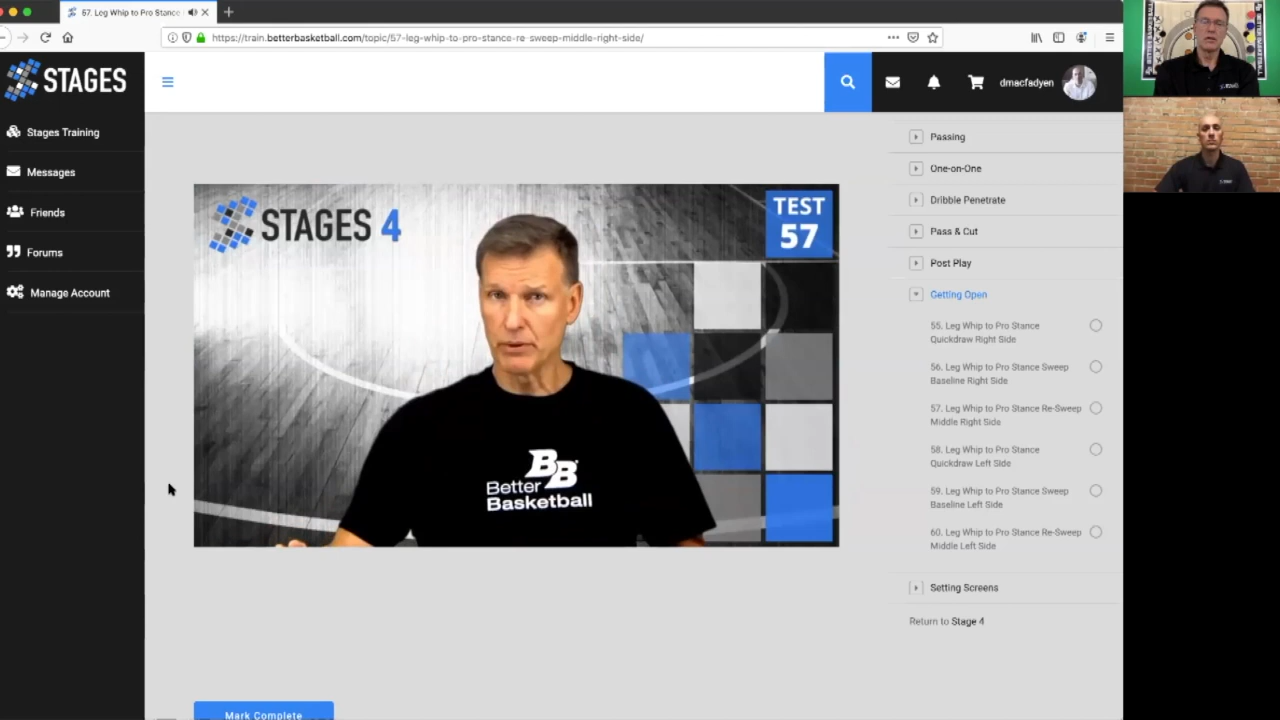 57. Leg Whip to Pro Stance
https://train.betterbasketball.com/topic/57-leg-whip-to-pro-stance-re-sweep-middle-right-side/
STAGES
dmacfadyen
Stages Training
Messages
Friends
Forums
Manage Account
STAGES 4
TEST
57
BB
Better
Basketball
Passing
One-on-One
Dribble Penetrate
Pass & Cut
Post Play
Getting Open
55. Leg Whip to Pro Stance
Quickdraw Right Side
56. Leg Whip to Pro Stance Sweep
Baseline Right Side
57. Leg Whip to Pro Stance Re-Sweep
Middle Right Side
58. Leg Whip to Pro Stance
Quickdraw Left Side
59. Leg Whip to Pro Stance Sweep
Baseline Left Side
60. Leg Whip to Pro Stance Re-Sweep
Middle Left Side
Setting Screens
Return to Stage 4
Mark Complete
BETTER BASKETBALL
BETTER BASKETBALL